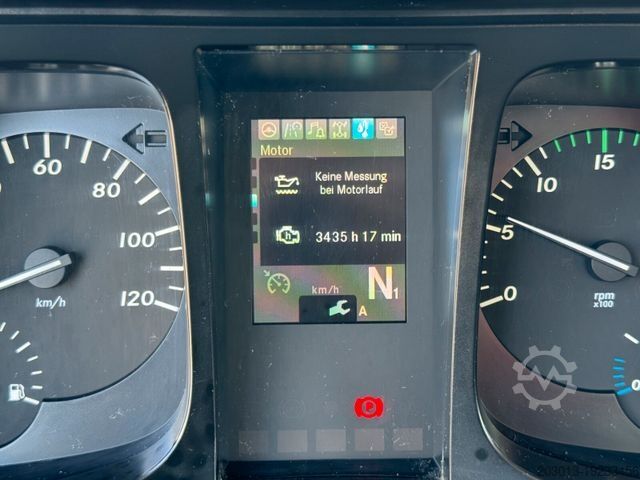 Motor
Keine Messung
bei Motorlauf
h
3435 h 17 min
km/h
N1
A
60
80
100
120
km/h
0
5
10
15
rpm
x100
P
0